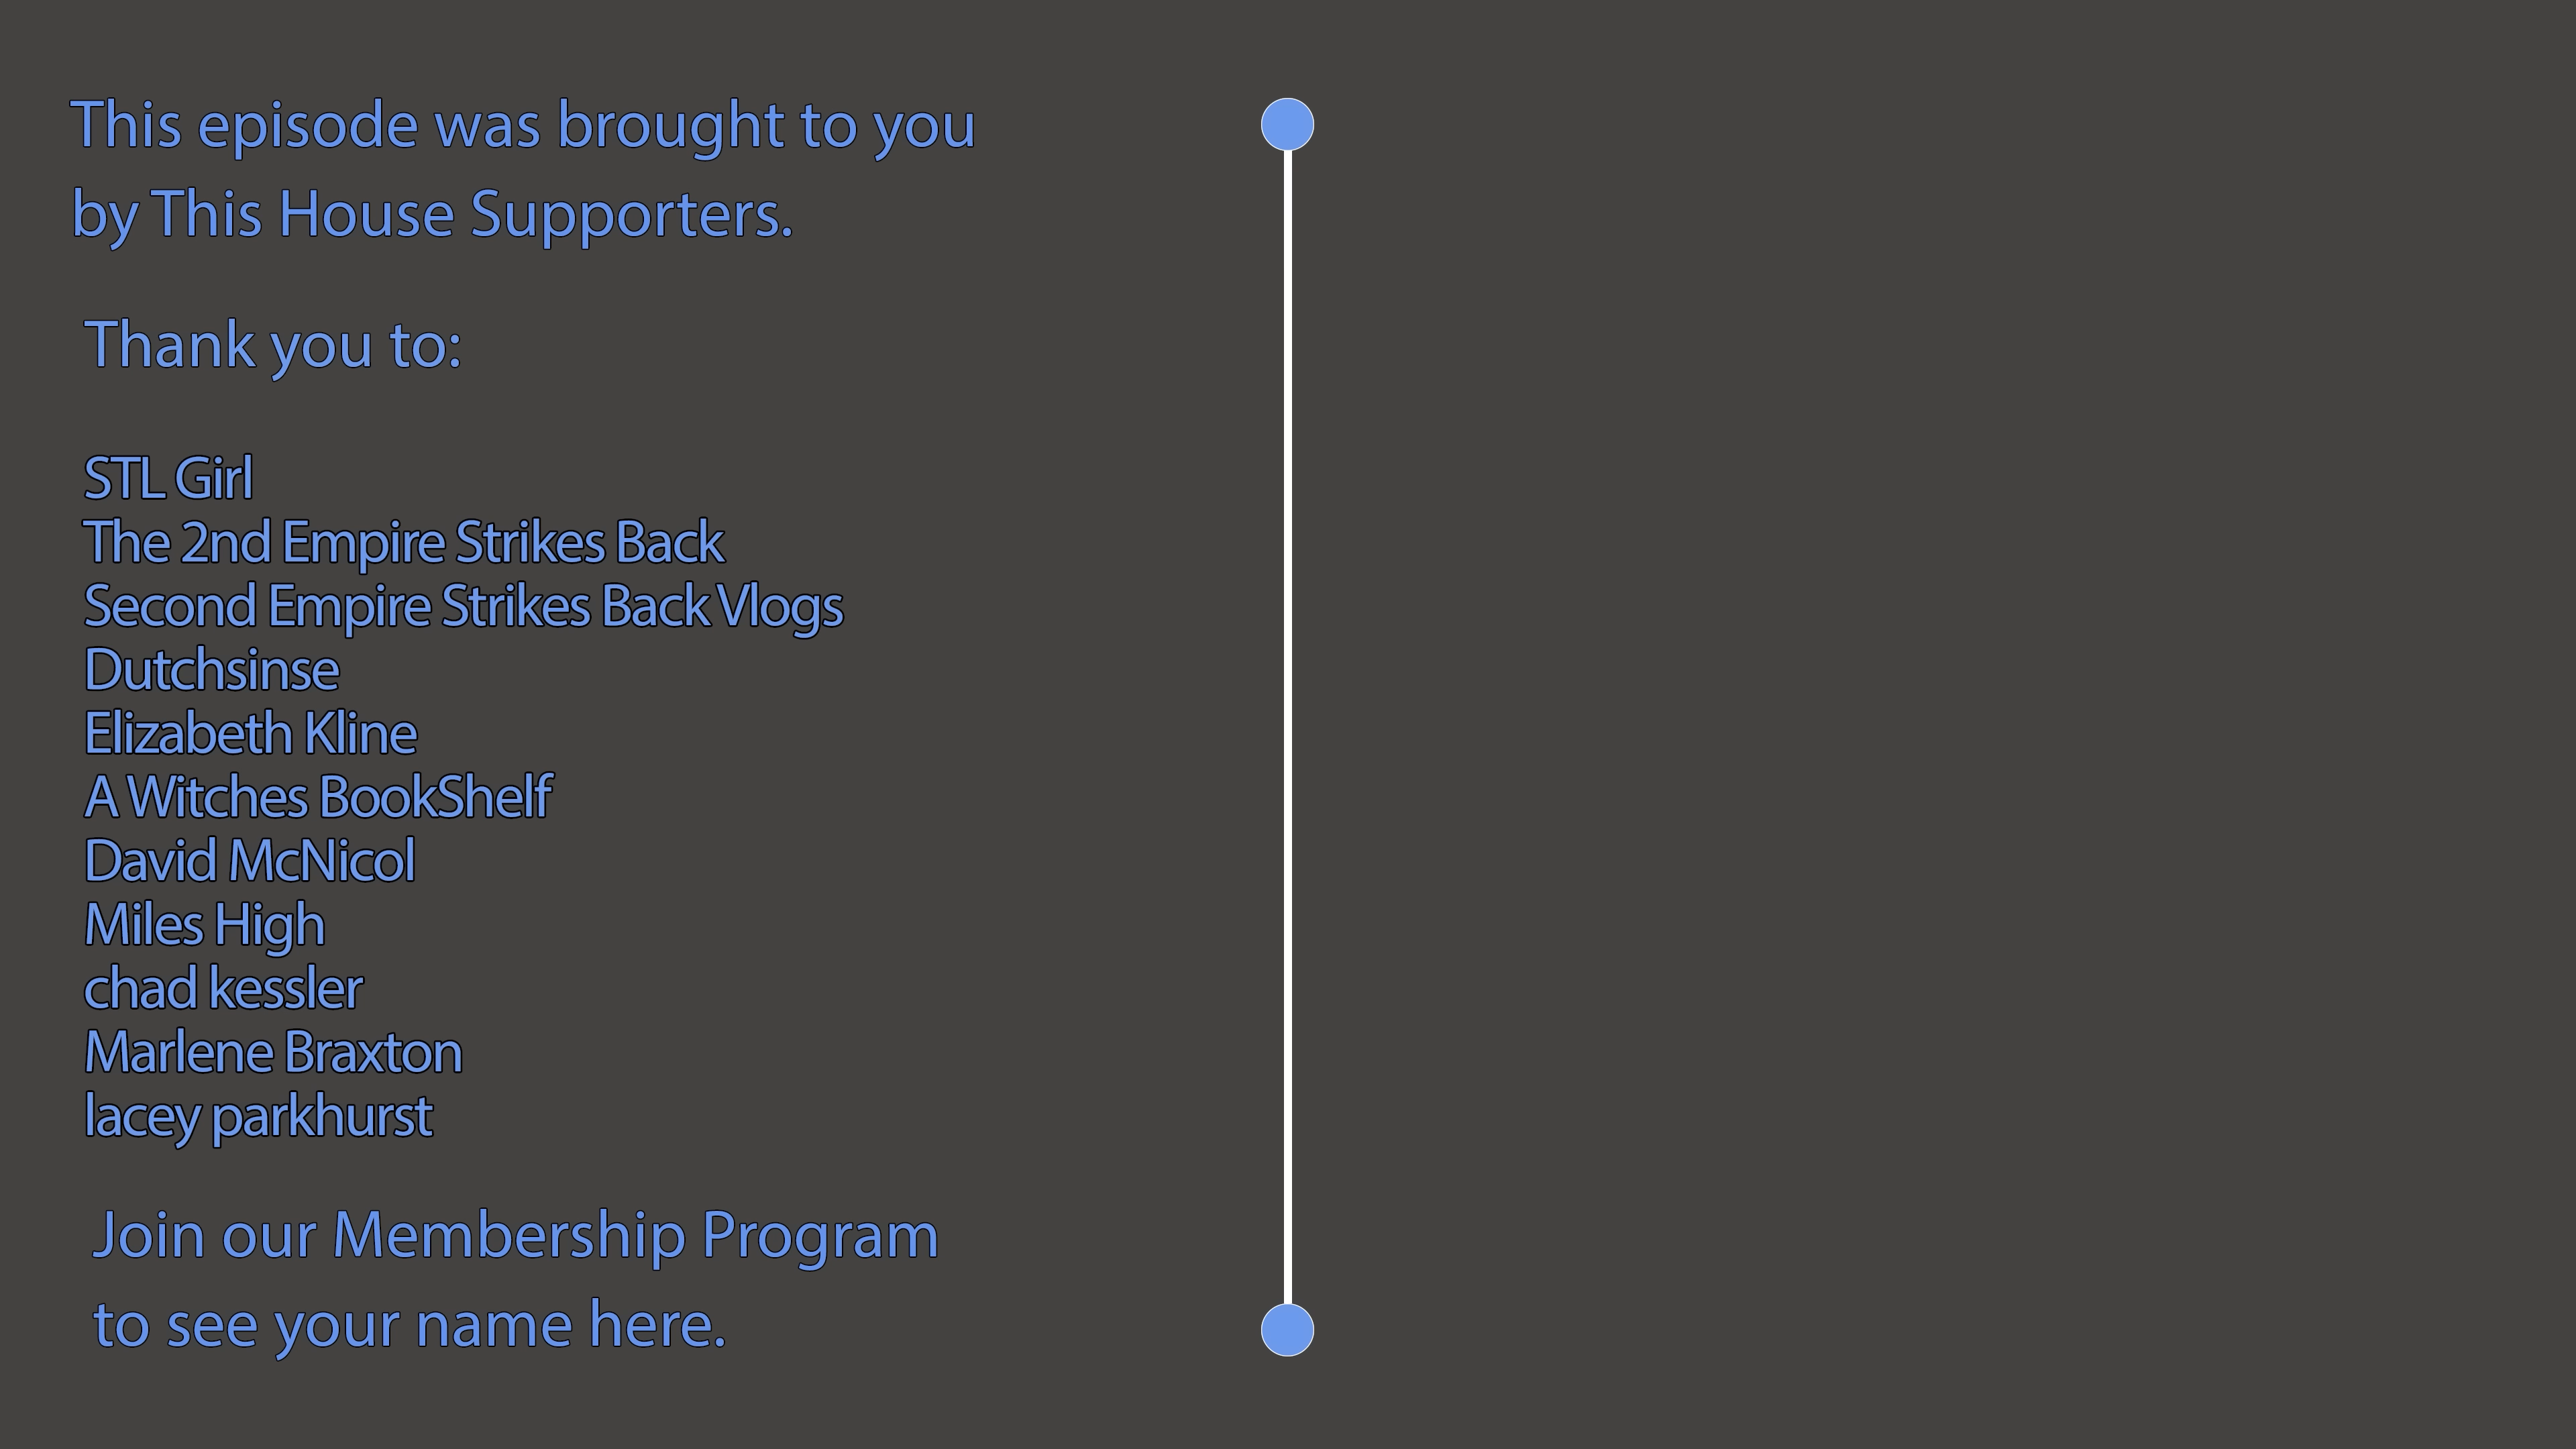 This episode was brought to you
by This House Supporters.
Thank you to:
STL Girl
The 2nd Empire Strikes Back
Second Empire Strikes Back Vlogs
Dutchsinse
Elizabeth Kline
A Witches BookShelf
David McNicol
Miles High
chad kessler
Marlene Braxton
lacey parkhurst
Join our Membership Program
to see your name here.